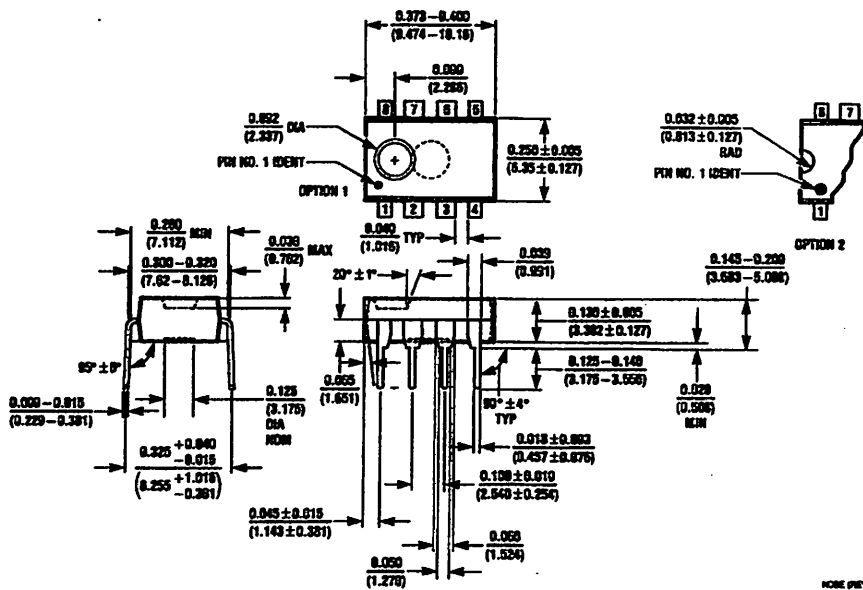 0.373-0.400
(9.474-10.16)
0.090
(2.286)
8 7 6 5
0.092 DIA
(2.337)
PIN NO. 1 IDENT
OPTION 1
0.250±0.005
(6.35±0.127)
1 2 3 4
0.032±0.005
(0.813±0.127)
RAD
PIN NO. 1 IDENT
8 7
1
OPTION 2
0.280 MIN
(7.112)
0.300-0.320
(7.62-8.128)
0.030 MAX
(0.762)
0.040 TYP
(1.016)
0.039
(0.991)
20°±1°
0.145-0.200
(3.683-5.080)
0.130±0.005
(3.302±0.127)
0.125-0.140
(3.175-3.556)
0.020
(0.508)
MIN
95°±5°
0.065
(1.651)
90°±4°
TYP
0.009-0.015
(0.229-0.381)
0.125
(3.175)
DIA
NOM
0.325 +0.040 -0.015
(8.255 +1.016 -0.381)
0.018±0.003
(0.457±0.076)
0.100±0.010
(2.540±0.254)
0.045±0.015
(1.143±0.381)
0.060
(1.524)
0.050
(1.270)